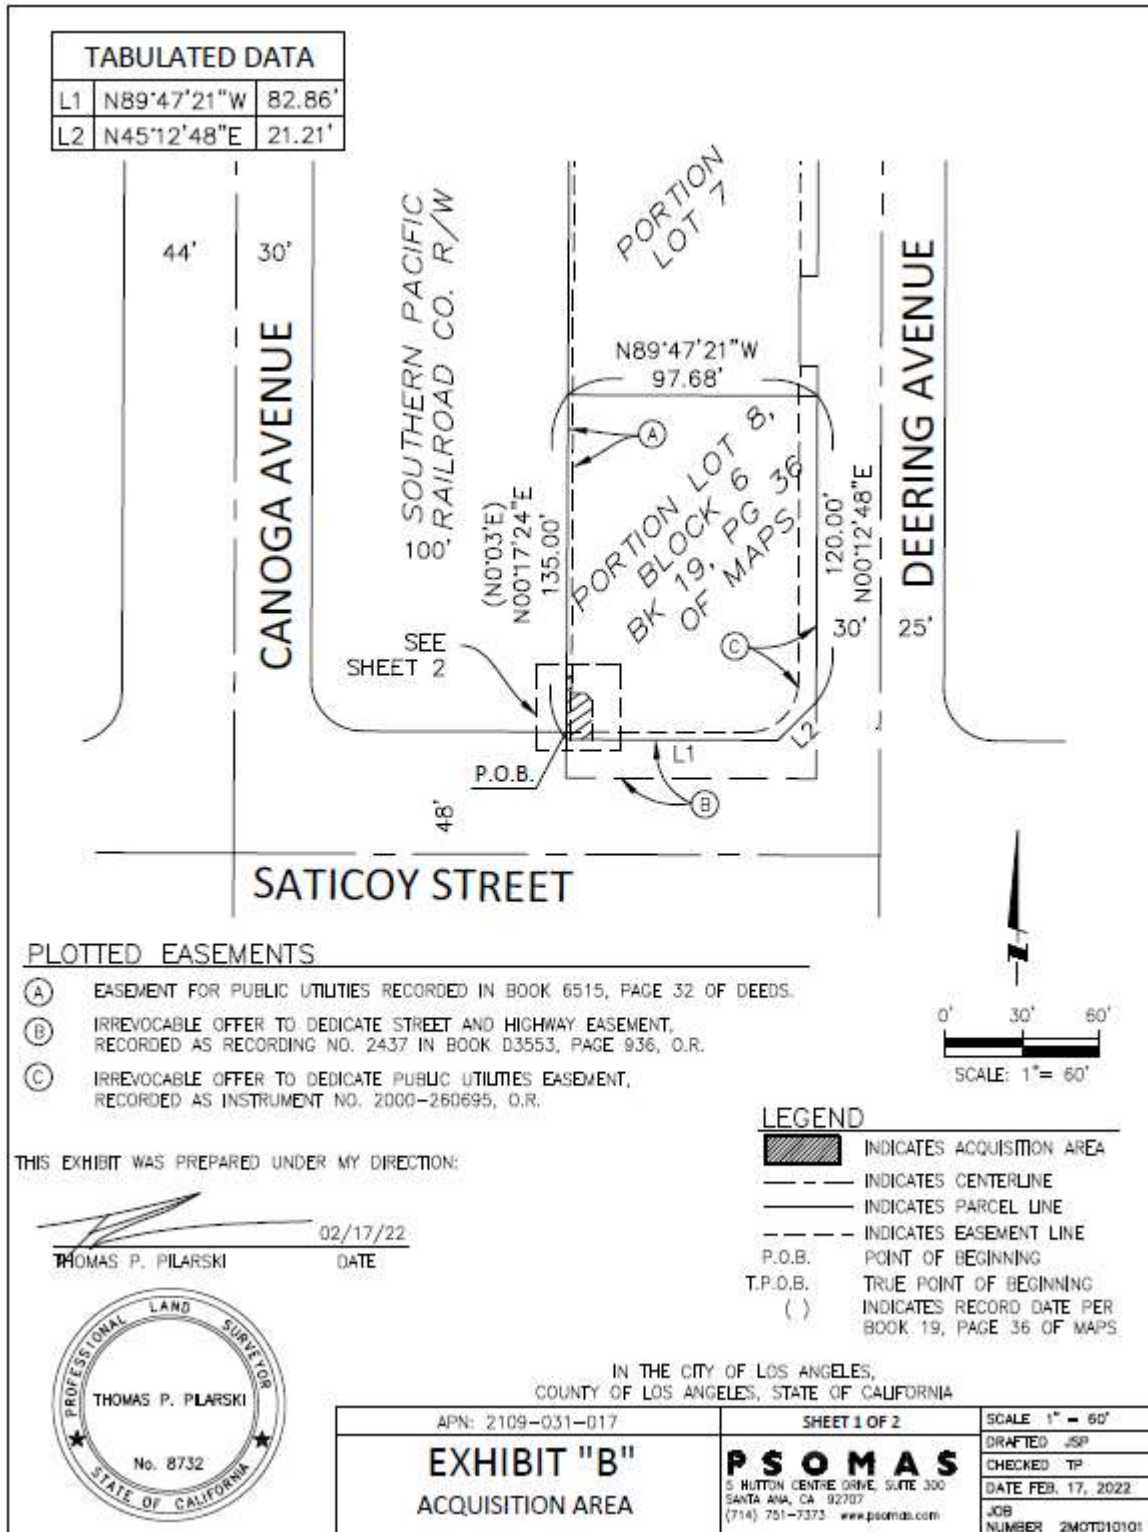 TABULATED DATA
L1 N89°47'21"W 82.86'
L2 N45°12'48"E 21.21'
44'
30'
CANOGA AVENUE
SOUTHERN PACIFIC
100' RAILROAD CO. R/W
PORTION
LOT 7
N89°47'21"W
97.68'
A
(N0°03'E)
N00°17'24"E
135.00'
PORTION LOT 8,
BLOCK 6
BK 19, PG 36
OF MAPS
120.00'
N00°12'48"E
DEERING AVENUE
C
30'
25'
SEE
SHEET 2
P.O.B.
L1
L2
B
48'
SATICOY STREET
PLOTTED EASEMENTS
A EASEMENT FOR PUBLIC UTILITIES RECORDED IN BOOK 6515, PAGE 32 OF DEEDS.
B IRREVOCABLE OFFER TO DEDICATE STREET AND HIGHWAY EASEMENT,
RECORDED AS RECORDING NO. 2437 IN BOOK D3553, PAGE 936, O.R.
C IRREVOCABLE OFFER TO DEDICATE PUBLIC UTILITIES EASEMENT,
RECORDED AS INSTRUMENT NO. 2000-260695, O.R.
N
0' 30' 60'
SCALE: 1"= 60'
THIS EXHIBIT WAS PREPARED UNDER MY DIRECTION:
02/17/22
THOMAS P. PILARSKI DATE
PROFESSIONAL LAND SURVEYOR
THOMAS P. PILARSKI
No. 8732
STATE OF CALIFORNIA
LEGEND
INDICATES ACQUISITION AREA
INDICATES CENTERLINE
INDICATES PARCEL LINE
INDICATES EASEMENT LINE
P.O.B. POINT OF BEGINNING
T.P.O.B. TRUE POINT OF BEGINNING
( ) INDICATES RECORD DATE PER
BOOK 19, PAGE 36 OF MAPS
IN THE CITY OF LOS ANGELES,
COUNTY OF LOS ANGELES, STATE OF CALIFORNIA
APN: 2109-031-017
EXHIBIT "B"
ACQUISITION AREA
SHEET 1 OF 2
PSOMAS
5 HUTTON CENTRE DRIVE, SUITE 300
SANTA ANA, CA 92707
(714) 751-7373 www.psomas.com
SCALE 1" = 60'
DRAFTED JSP
CHECKED TP
DATE FEB. 17, 2022
JOB
NUMBER 2MOT010101